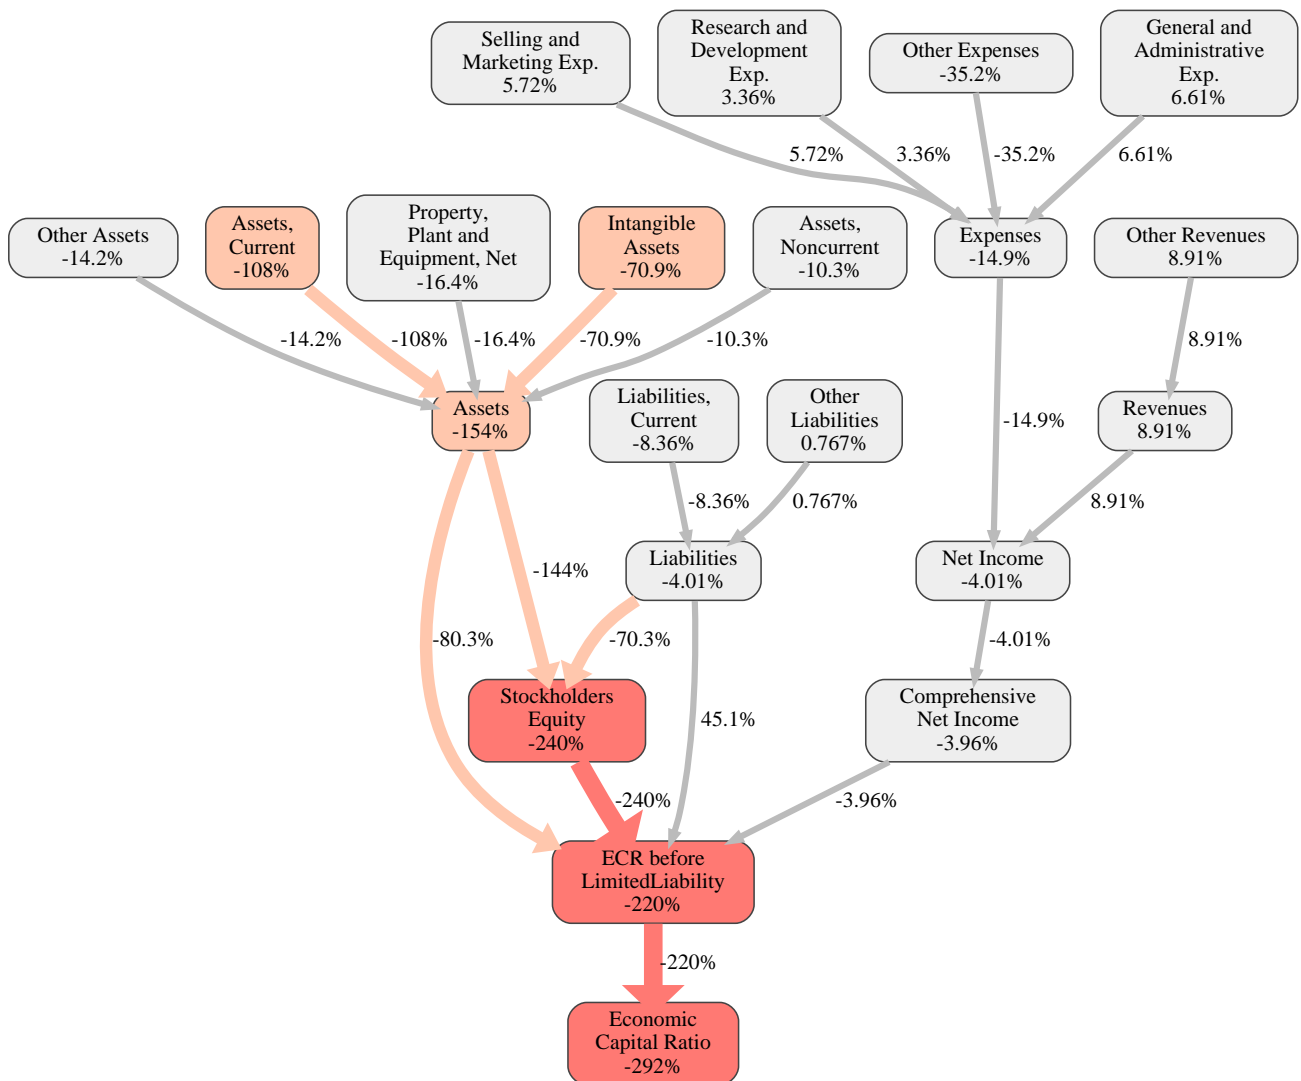 Selling and
Marketing Exp.
5.72%
Research and
Development
Exp.
3.36%
Other Expenses
-35.2%
General and
Administrative
Exp.
6.61%
5.72%
3.36%
-35.2%
6.61%
Other Assets
-14.2%
Assets,
Current
-108%
Property,
Plant and
Equipment, Net
-16.4%
Intangible
Assets
-70.9%
Assets,
Noncurrent
-10.3%
Expenses
-14.9%
Other Revenues
8.91%
-14.2%
-108%
-16.4%
-70.9%
-10.3%
8.91%
Assets
-154%
Liabilities,
Current
-8.36%
Other
Liabilities
0.767%
-14.9%
Revenues
8.91%
-8.36%
0.767%
8.91%
-144%
Liabilities
-4.01%
Net Income
-4.01%
-80.3%
-70.3%
-4.01%
Stockholders
Equity
-240%
45.1%
Comprehensive
Net Income
-3.96%
-240%
-3.96%
ECR before
LimitedLiability
-220%
-220%
Economic
Capital Ratio
-292%